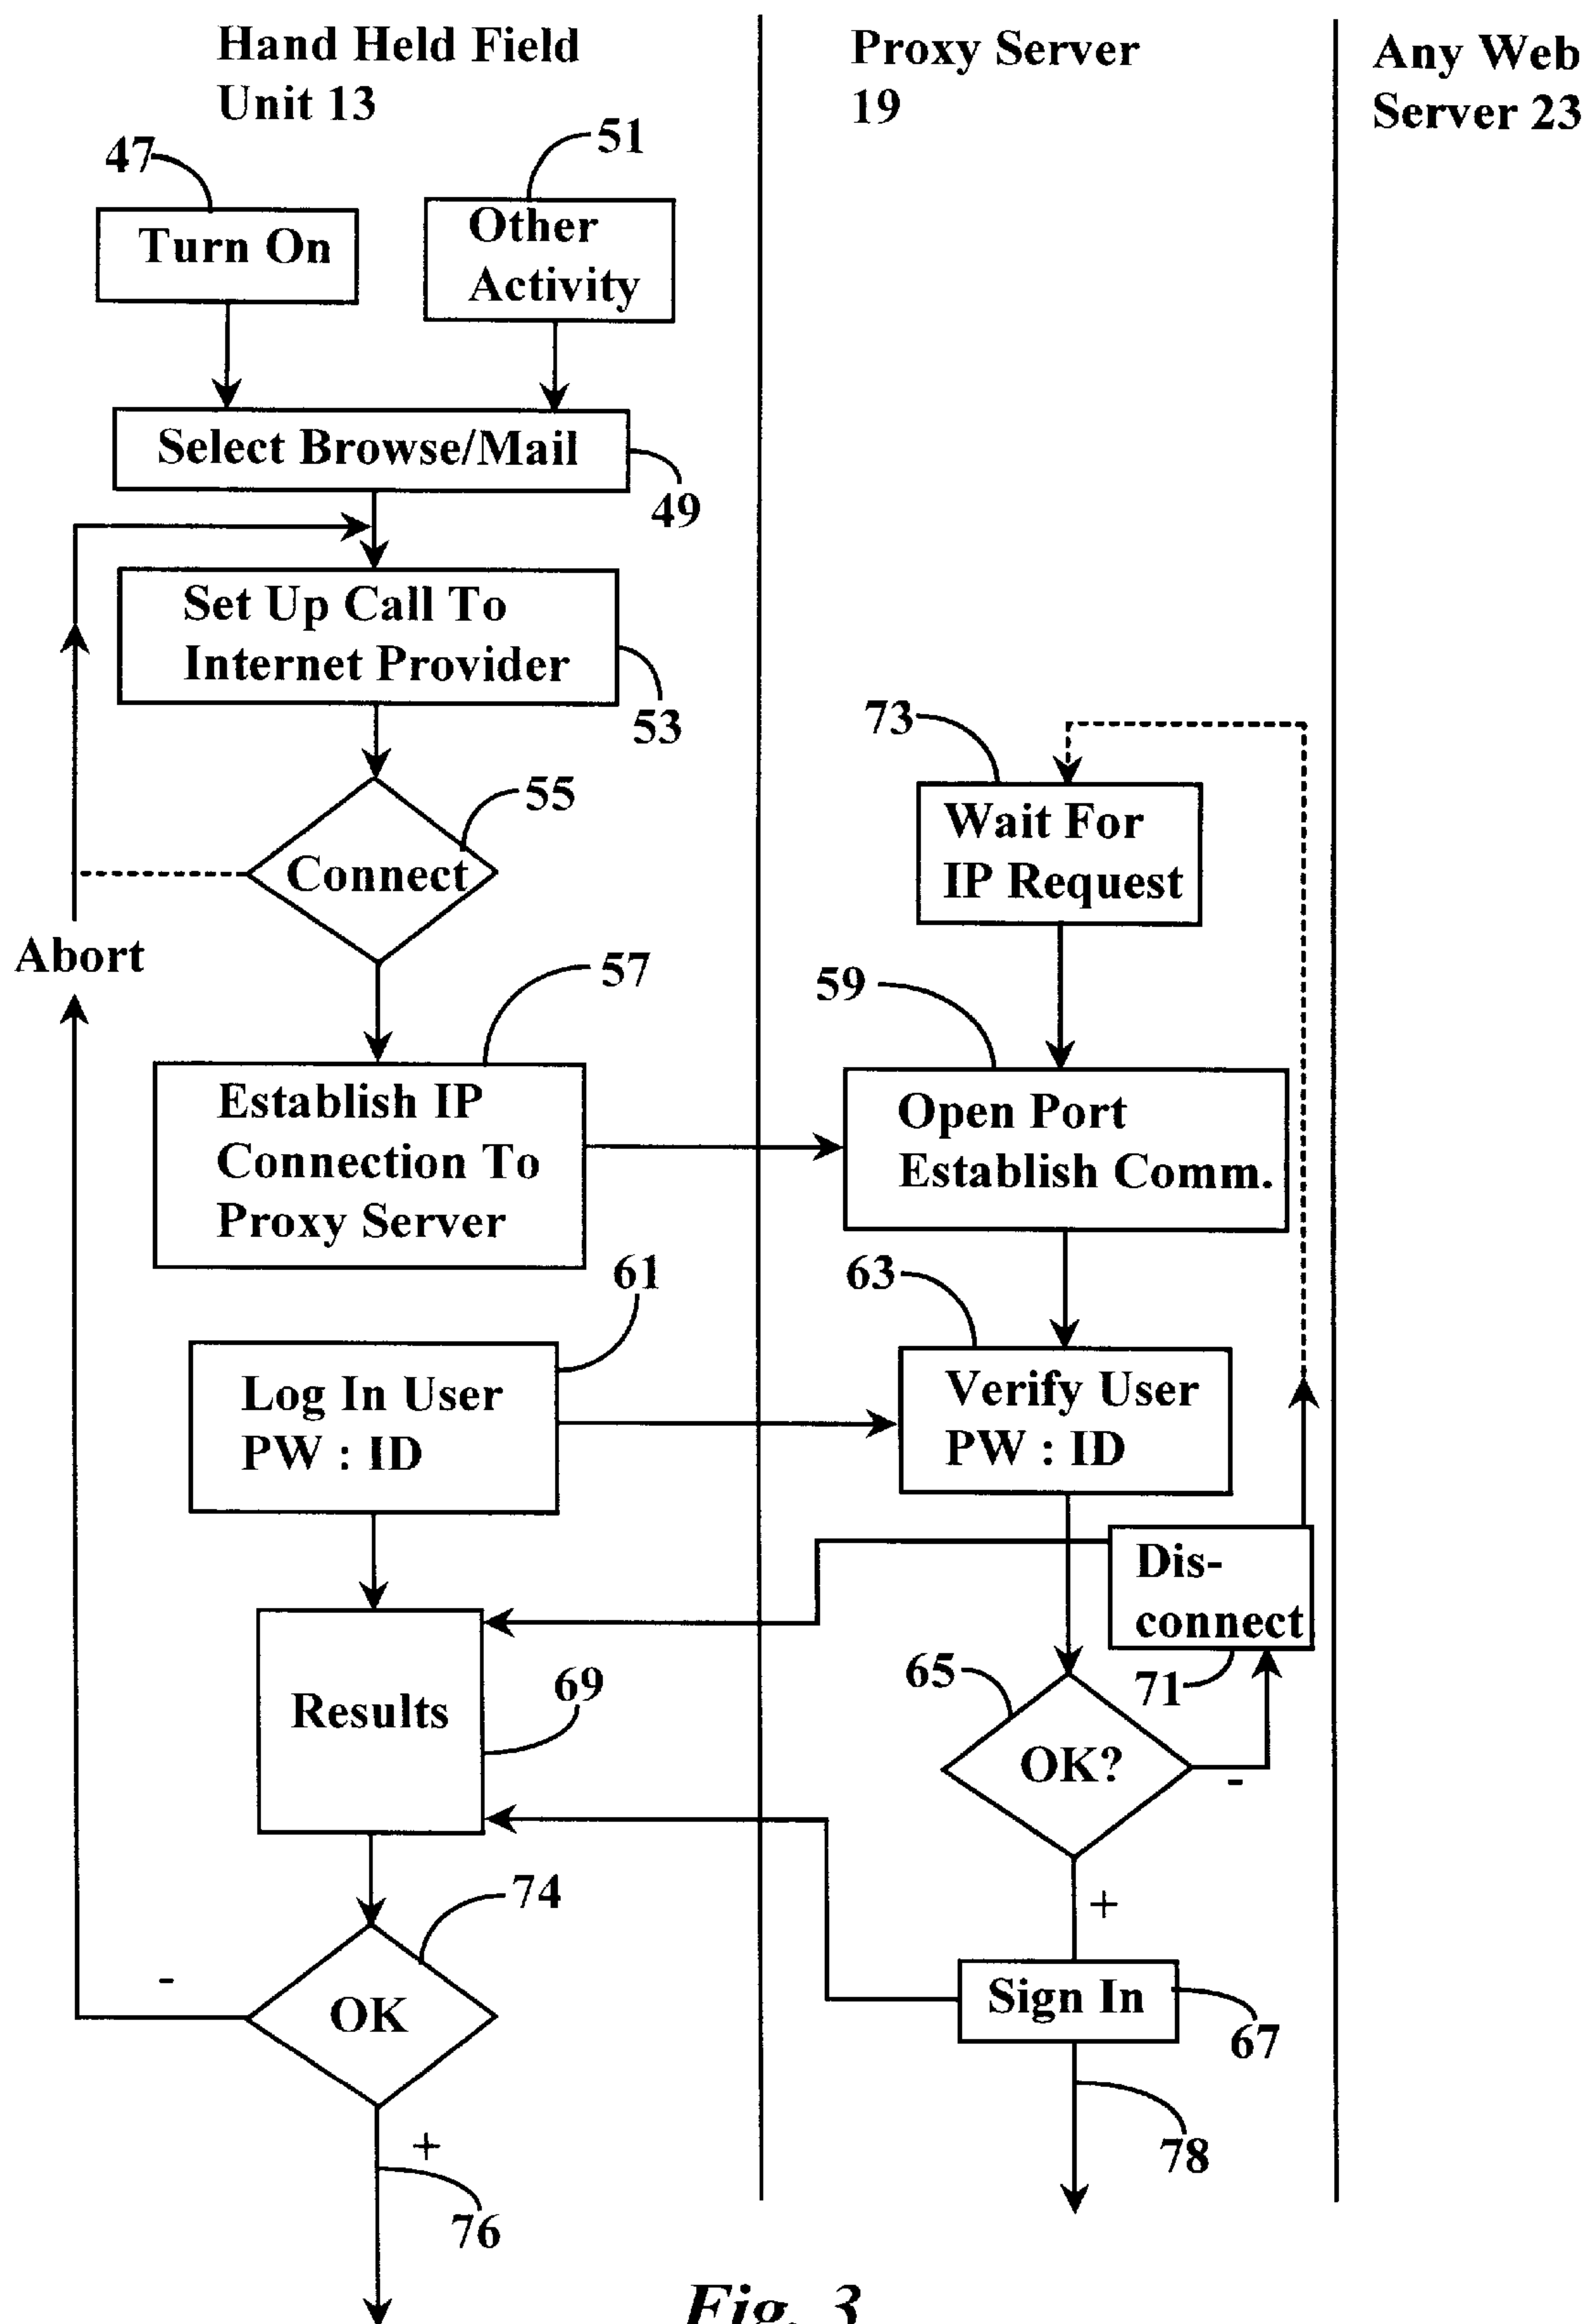 Hand Held Field
Unit 13
Proxy Server
19
Any Web
Server 23
47
51
Turn On
Other
Activity
Select Browse/Mail
49
Set Up Call To
Internet Provider
53
73
55
Connect
Wait For
IP Request
Abort
57
59
Establish IP
Connection To
Proxy Server
Open Port
Establish Comm.
61
63
Log In User
PW : ID
Verify User
PW : ID
Dis-
connect
71
65
69
Results
OK?
-
+
74
-
OK
Sign In
67
+
78
76
Fig. 3